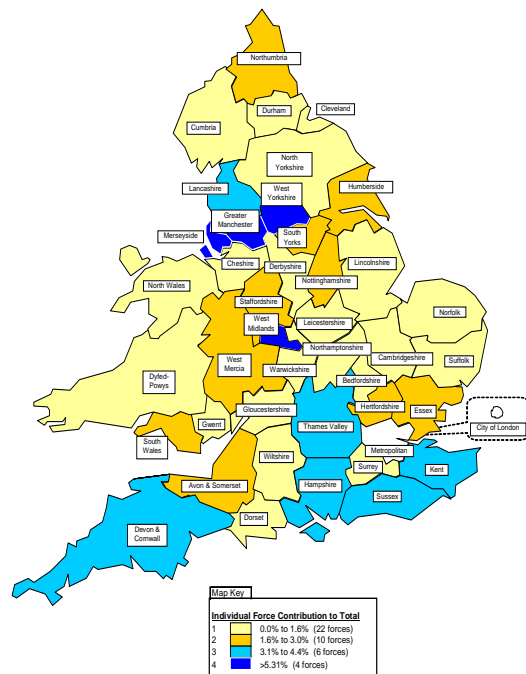 Northumbria
Durham
Cleveland
Cumbria
North
Yorkshire
Lancashire
West
Yorkshire
Humberside
Greater
Manchester
Merseyside
South
Yorks
Cheshire
Derbyshire
Lincolnshire
North Wales
Nottinghamshire
Staffordshire
Norfolk
West
Midlands
Leicestershire
Northamptonshire
West
Mercia
Cambridgeshire
Suffolk
Warwickshire
Dyfed-
Powys
Bedfordshire
Gloucestershire
Hertfordshire
Essex
Gwent
Thames Valley
City of London
South
Wales
Wiltshire
Metropolitan
Surrey
Kent
Avon & Somerset
Hampshire
Sussex
Dorset
Devon &
Cornwall
Map Key
Individual Force Contribution to Total
1 0.0% to 1.6% (22 forces)
2 1.6% to 3.0% (10 forces)
3 3.1% to 4.4% (6 forces)
4 >5.31% (4 forces)